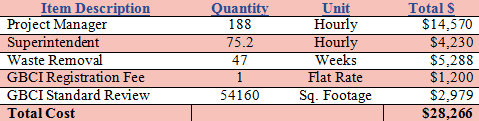 Item Description Quantity Unit Total $
Project Manager 188 Hourly $14,570
Superintendent 75.2 Hourly $4,230
Waste Removal 47 Weeks $5,288
GBCI Registration Fee 1 Flat Rate $1,200
GBCI Standard Review 54160 Sq. Footage $2,979
Total Cost $28,266